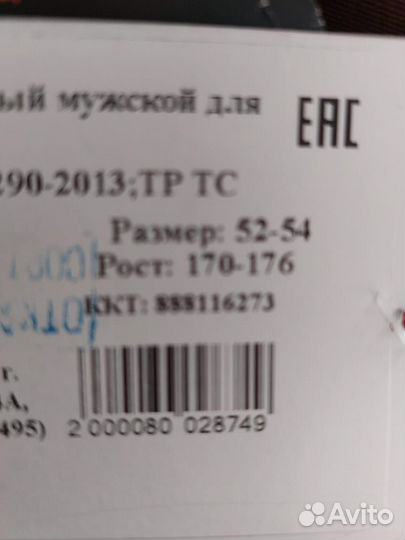 ый мужской для
ЕАС
290-2013;ТР ТС
Размер: 52-54
Рост: 170-176
ККТ: 888116273
г.
А,
495)
2 000080 028749
Avito